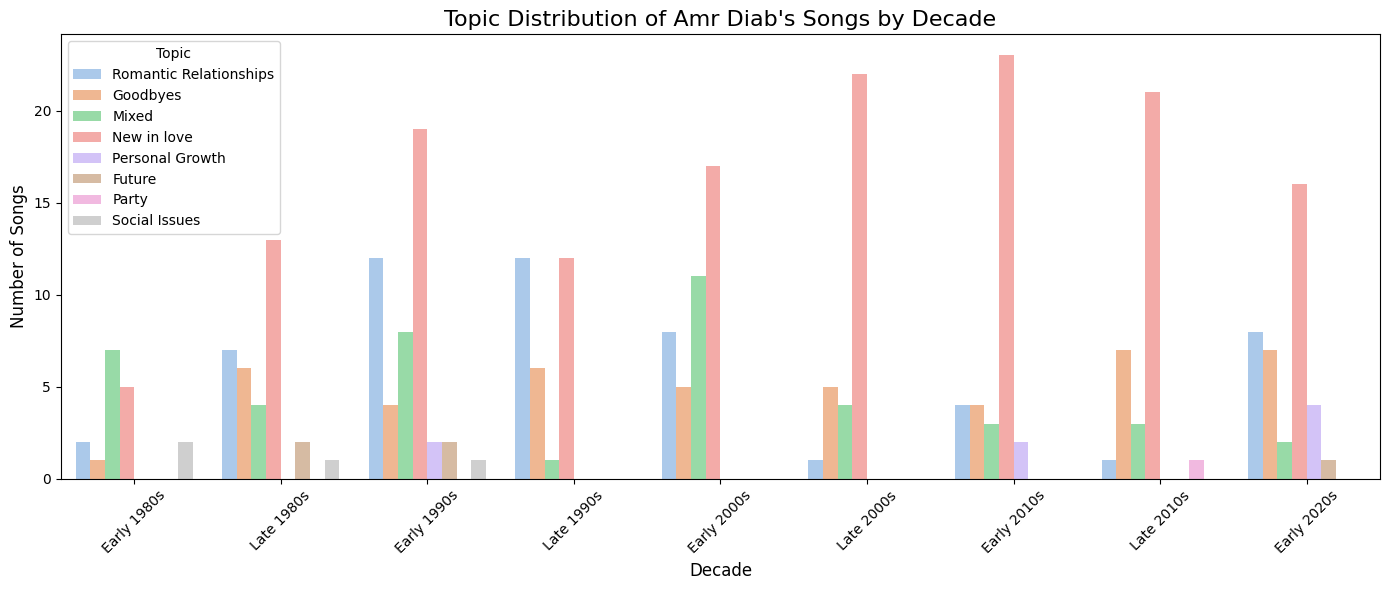 Topic Distribution of Amr Diab's Songs by Decade
Topic
Romantic Relationships
Goodbyes
Mixed
New in love
Personal Growth
Future
Party
Social Issues
Number of Songs
20
15
10
5
0
Early 1980s
Late 1980s
Early 1990s
Late 1990s
Early 2000s
Late 2000s
Early 2010s
Late 2010s
Early 2020s
Decade